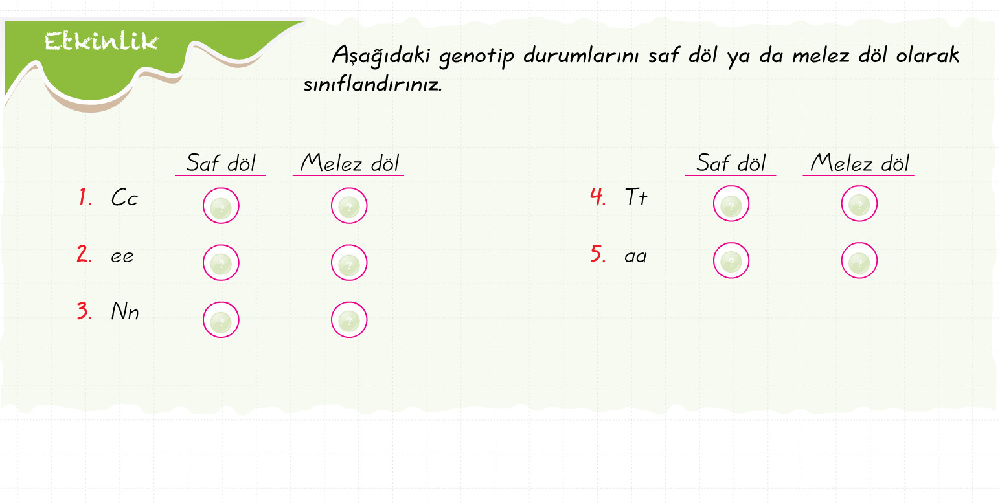 Etkinlik
Aşağıdaki genotip durumlarını saf döl ya da melez döl olarak
sınıflandırınız.
Saf döl Melez döl
1. Cc ? ?
2. ee ? ?
3. Nn ? ?
Saf döl Melez döl
4. Tt ? ?
5. aa ? ?